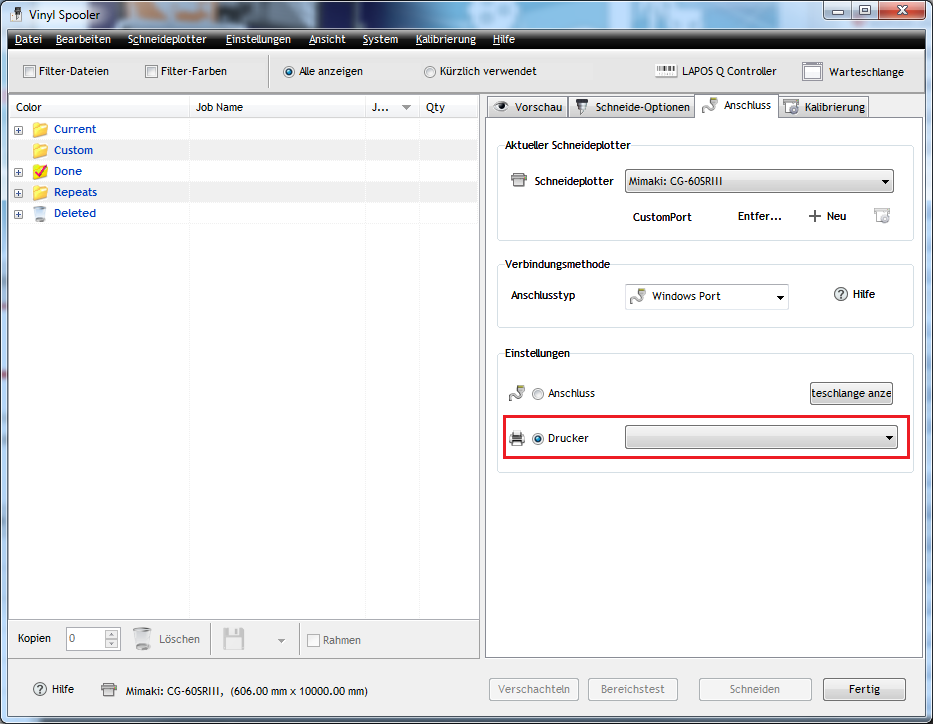 Vinyl Spooler
Datei Bearbeiten Schneideplotter Einstellungen Ansicht System Kalibrierung Hilfe
Filter-Dateien Filter-Farben Alle anzeigen Kürzlich verwendet LAPOS Q Controller Warteschlange
Color Job Name J... Qty
Current
Custom
Done
Repeats
Deleted
Vorschau Schneide-Optionen Anschluss Kalibrierung
Aktueller Schneideplotter
Schneideplotter Mimaki: CG-60SRIII
CustomPort Entfer... Neu
Verbindungsmethode
Anschlusstyp Windows Port Hilfe
Einstellungen
Anschluss teschlange anze
Drucker
Kopien 0 Löschen Rahmen
Hilfe Mimaki: CG-60SRIII, (606.00 mm x 10000.00 mm)
Verschachteln Bereichstest Schneiden Fertig